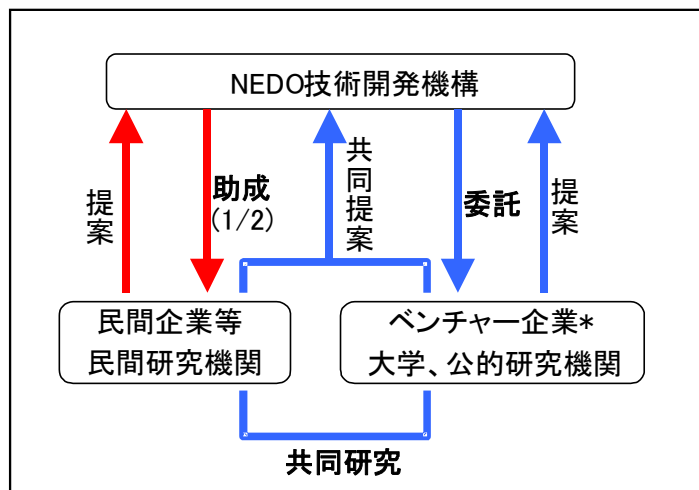 NEDO技術開発機構
提案
助成
(1/2)
共同提案
委託
提案
民間企業等
民間研究機関
ベンチャー企業*
大学、公的研究機関
共同研究